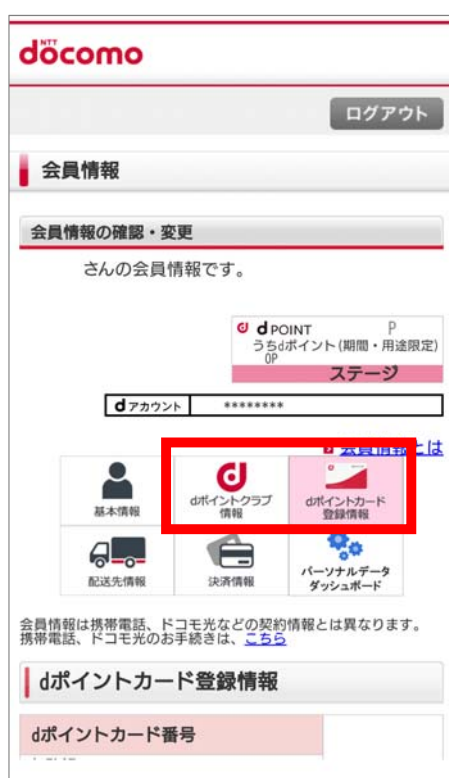 NTT
döcomo
ログアウト
会員情報
会員情報の確認・変更
さんの会員情報です。
d POINT P
うちdポイント(期間・用途限定)
0P
ステージ
dアカウント ********
会員情報とは
基本情報
dポイントクラブ
情報
dポイントカード
登録情報
配送先情報
決済情報
パーソナルデータ
ダッシュボード
会員情報は携帯電話、ドコモ光などの契約情報とは異なります。
携帯電話、ドコモ光のお手続きは、こちら
dポイントカード登録情報
dポイントカード番号